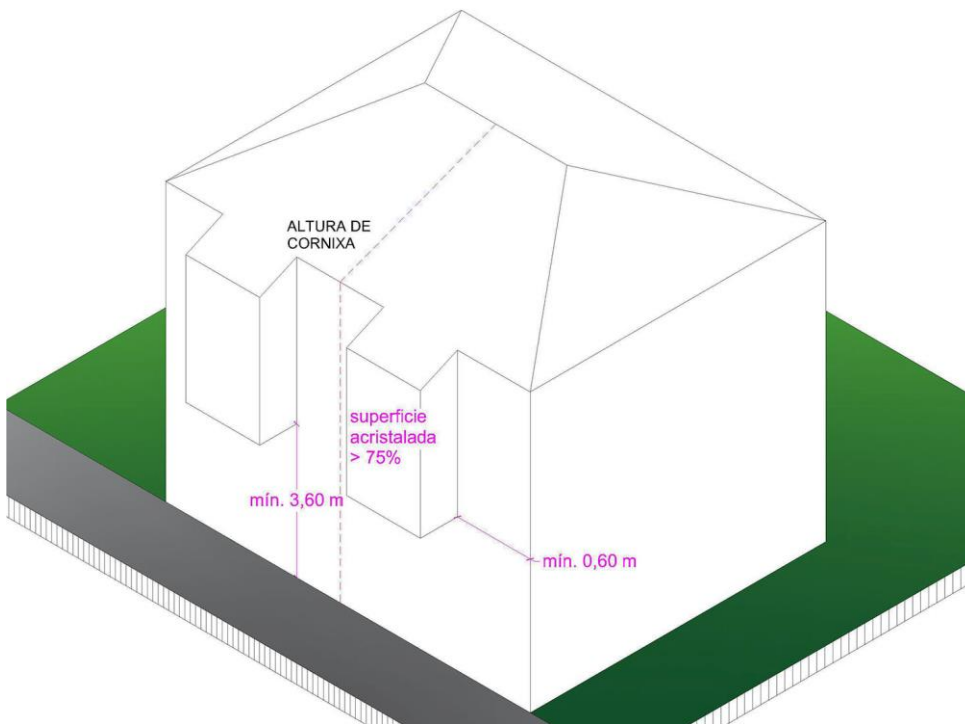 ALTURA DE
CORNIXA
superficie
acristalada
> 75%
mín. 3,60 m
mín. 0,60 m